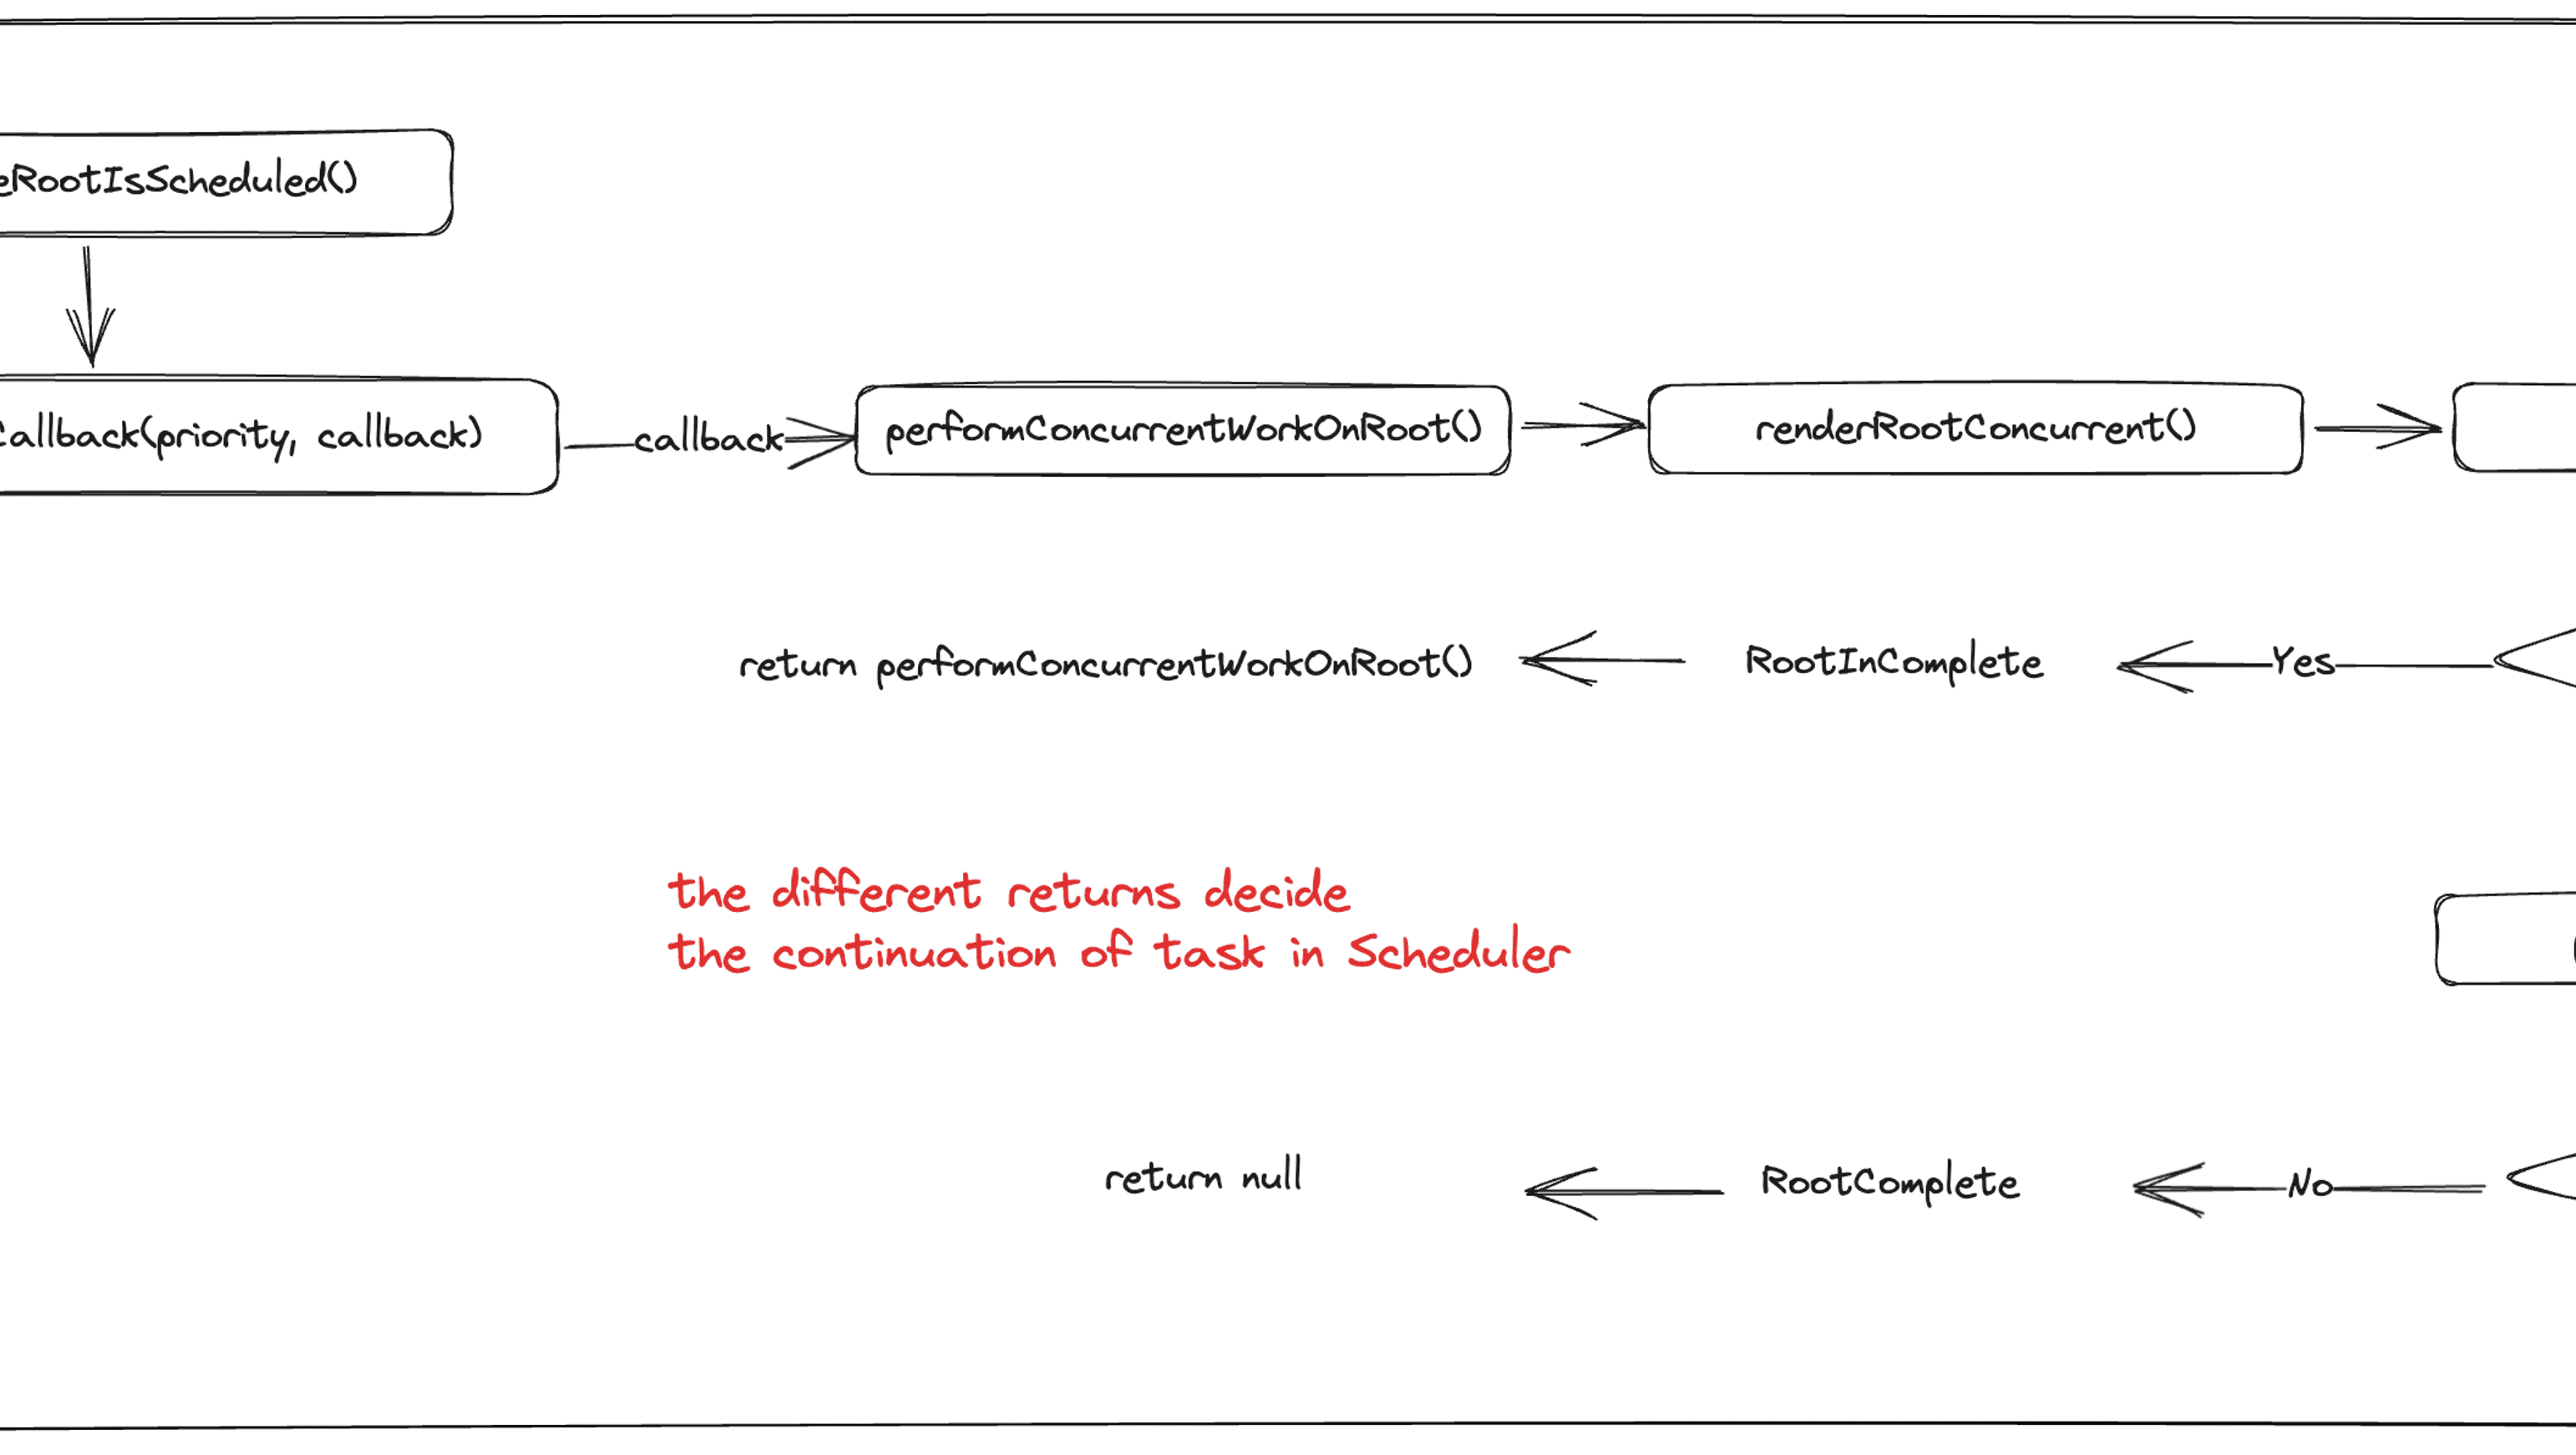 eRootIsScheduled()
Callback(priority, callback)
callback
performConcurrentWorkOnRoot()
renderRootConcurrent()
return performConcurrentWorkOnRoot()
RootInComplete
Yes
the different returns decide
the continuation of task in Scheduler
return null
RootComplete
No